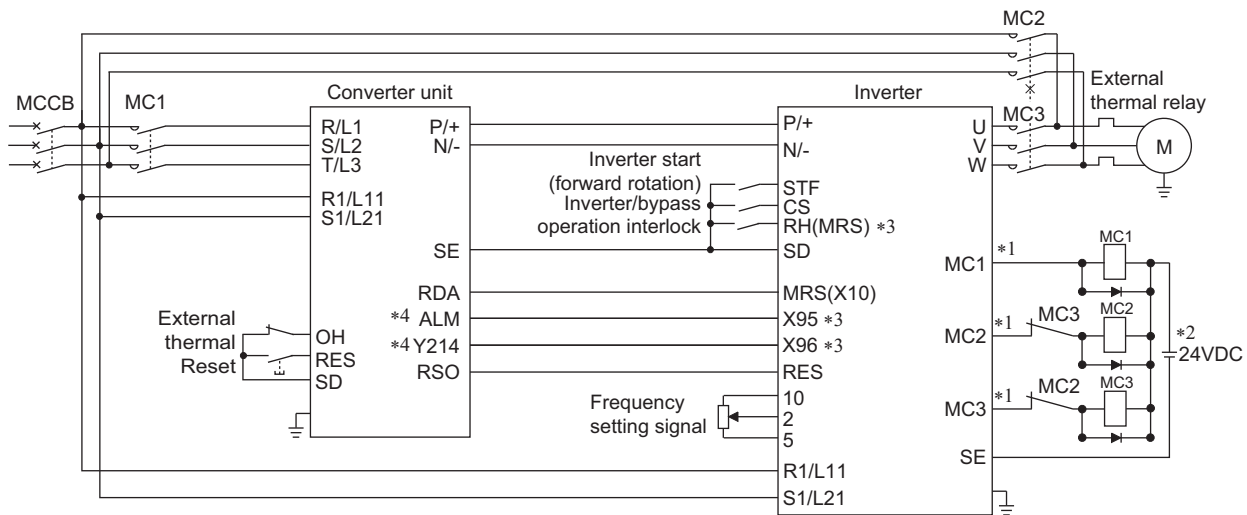 MC2
MCCB
MC1
Converter unit
Inverter
External
thermal relay
MC3
R/L1
S/L2
T/L3
P/+
N/-
P/+
N/-
U
V
W
M
R1/L11
S1/L21
Inverter start
(forward rotation)
Inverter/bypass
operation interlock
STF
CS
RH(MRS) *3
SE
SD
MC1
*1
MC1
RDA
MRS(X10)
*4 ALM
X95 *3
*4 Y214
X96 *3
RSO
RES
External
thermal
Reset
OH
RES
SD
MC2
*1
MC3
MC2
*2
24VDC
Frequency
setting signal
10
2
5
MC3
*1
MC2
MC3
SE
R1/L11
S1/L21